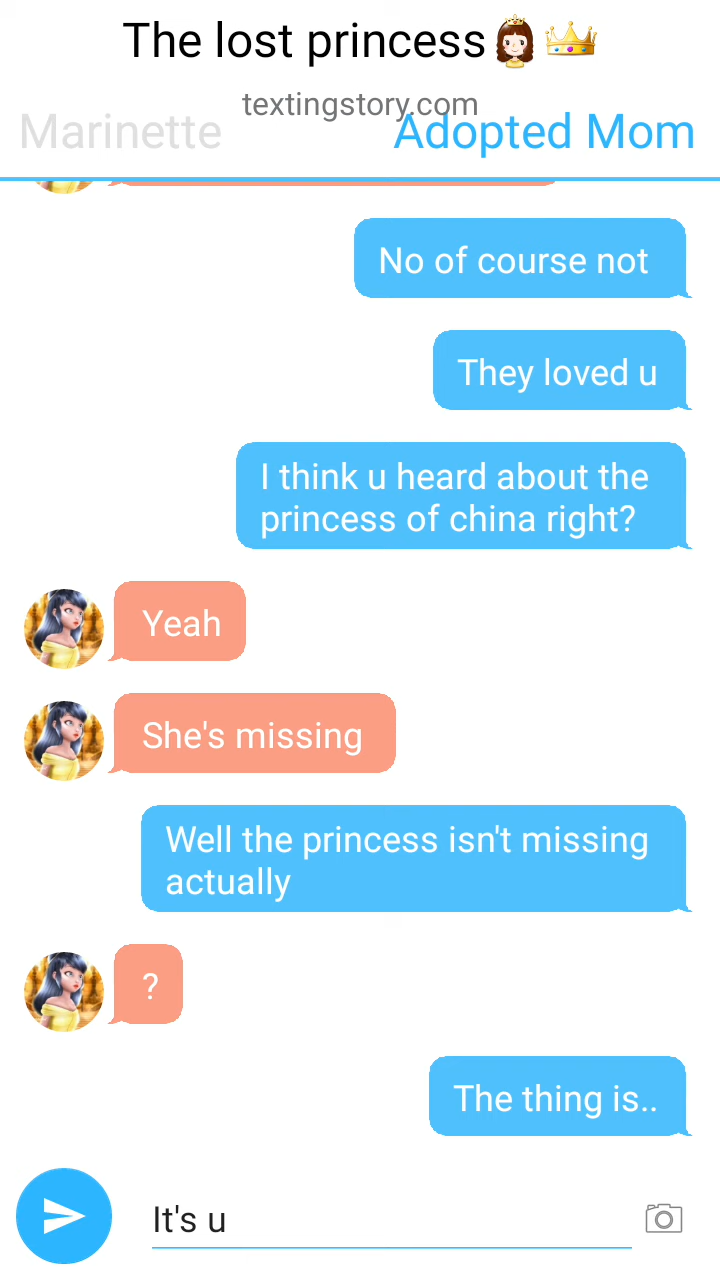 The lost princess
textingstory.com
Marinette
Adopted Mom
No of course not
They loved u
I think u heard about the
princess of china right?
Yeah
She's missing
Well the princess isn't missing
actually
?
The thing is..
It's u